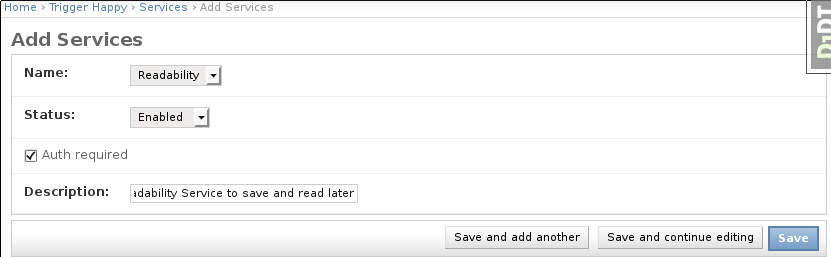 Home › Trigger Happy › Services › Add Services
Add Services
Name: Readability
Status: Enabled
Auth required
Description: adability Service to save and read later
Save and add another Save and continue editing Save
DjDT